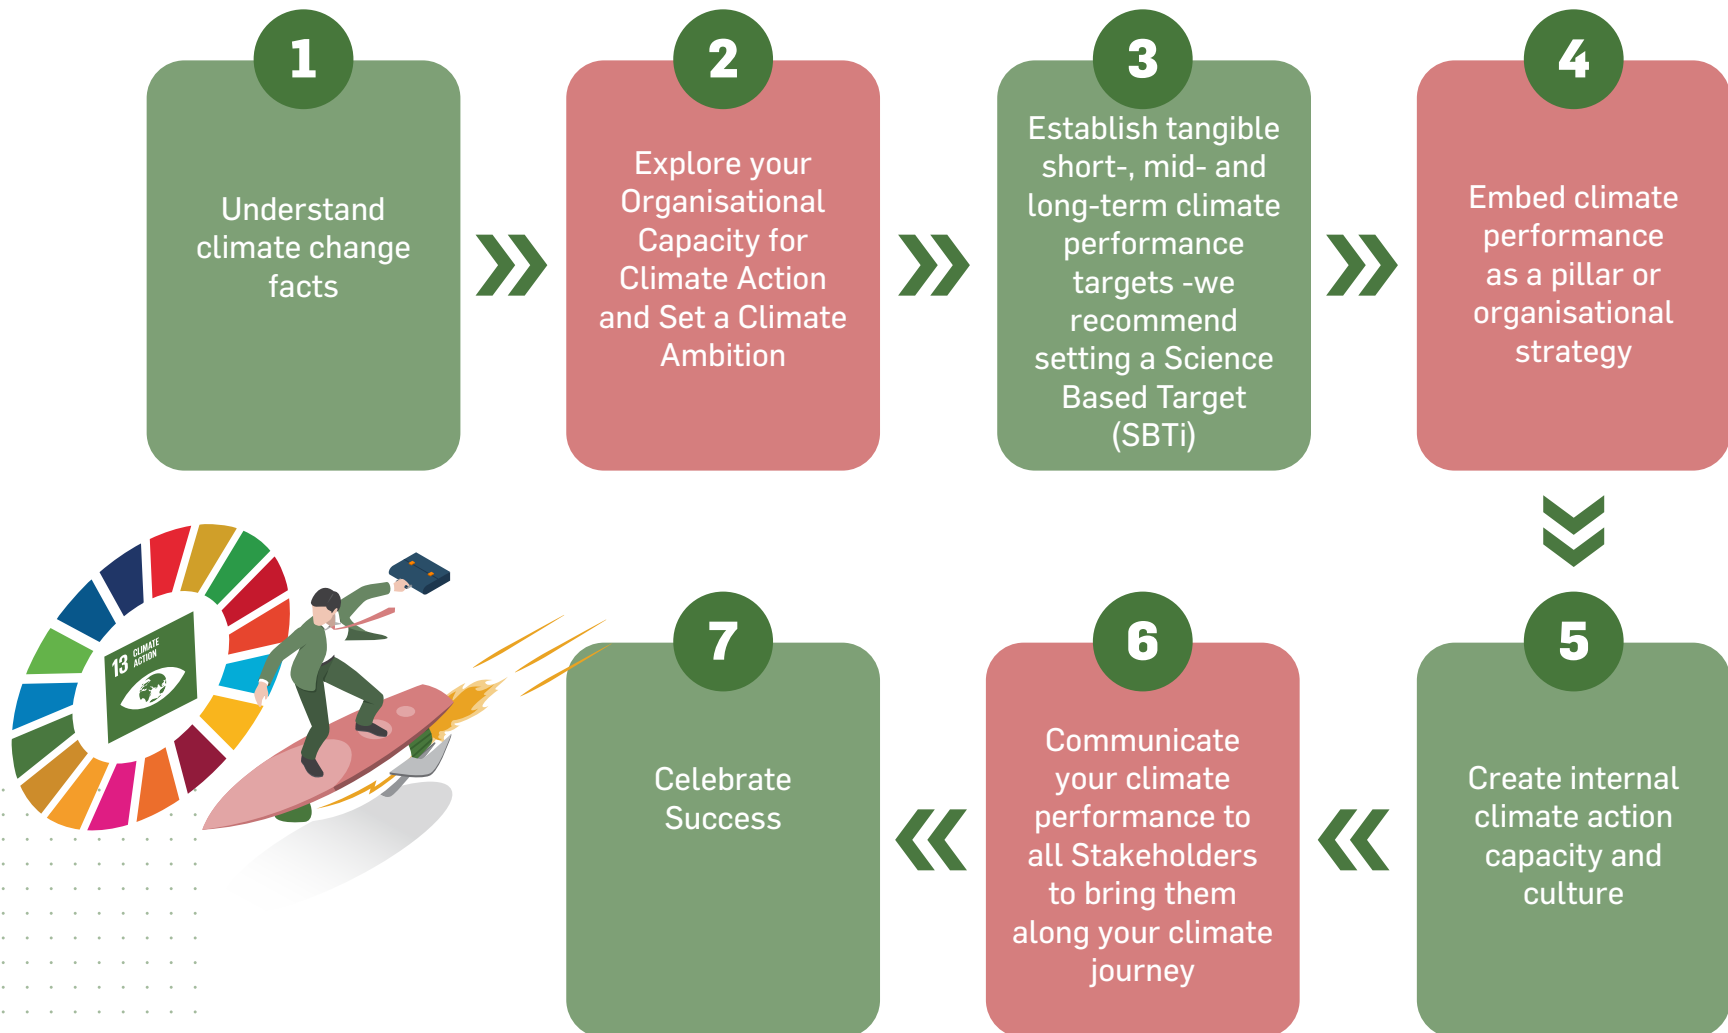 1
Understand
climate change
facts
2
Explore your
Organisational
Capacity for
Climate Action
and Set a Climate
Ambition
3
Establish tangible
short-, mid- and
long-term climate
performance
targets -we
recommend
setting a Science
Based Target
(SBTi)
4
Embed climate
performance
as a pillar or
organisational
strategy
5
Create internal
climate action
capacity and
culture
6
Communicate
your climate
performance to
all Stakeholders
to bring them
along your climate
journey
7
Celebrate
Success
13 CLIMATE
ACTION